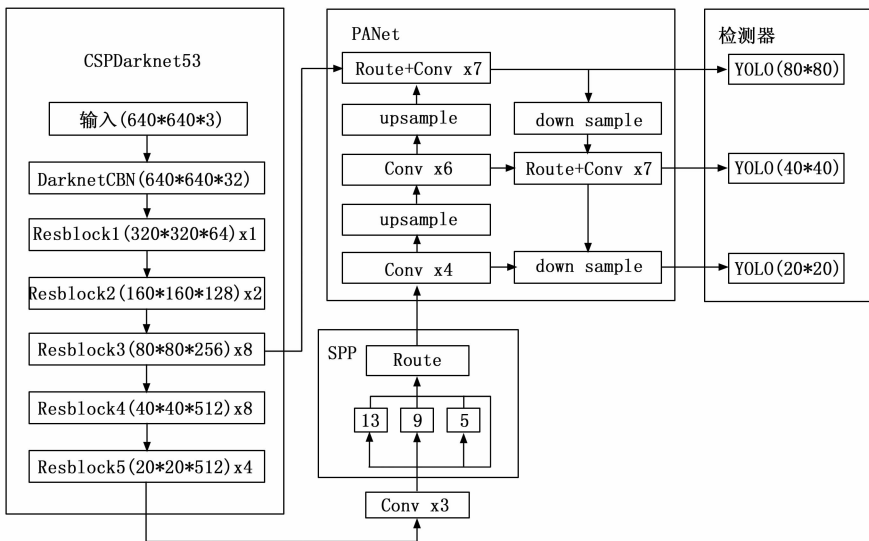 CSPDarknet53
输入(640*640*3)
DarknetCBN(640*640*32)
Resblock1(320*320*64)x1
Resblock2(160*160*128)x2
Resblock3(80*80*256)x8
Resblock4(40*40*512)x8
Resblock5(20*20*512)x4
PANet
Route+Conv x7
upsample
down sample
Conv x6
Route+Conv x7
upsample
Conv x4
down sample
SPP
Route
13
9
5
Conv x3
检测器
YOLO(80*80)
YOLO(40*40)
YOLO(20*20)